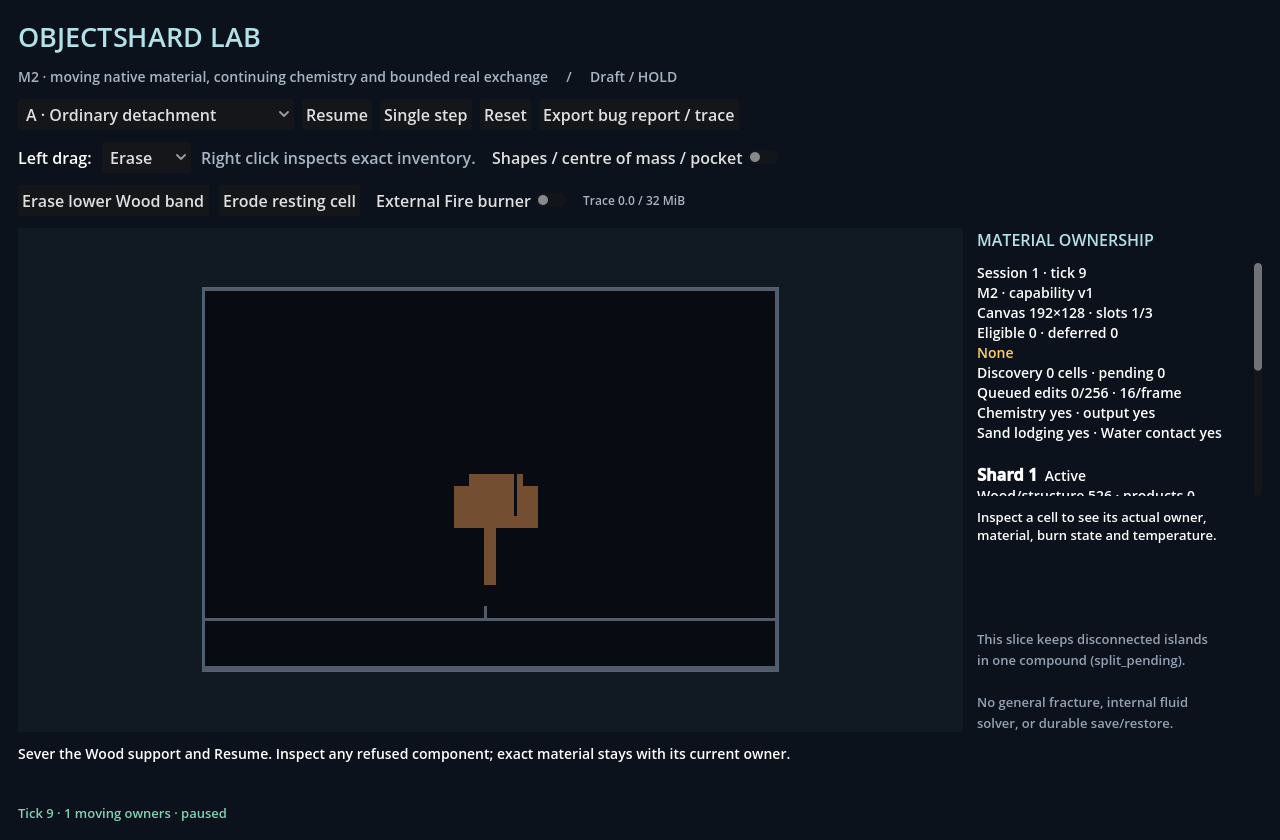 OBJECTSHARD LAB
M2 · moving native material, continuing chemistry and bounded real exchange / Draft / HOLD
A · Ordinary detachment Resume Single step Reset Export bug report / trace
Left drag: Erase Right click inspects exact inventory. Shapes / centre of mass / pocket
Erase lower Wood band Erode resting cell External Fire burner Trace 0.0 / 32 MiB
MATERIAL OWNERSHIP
Session 1 · tick 9
M2 · capability v1
Canvas 192×128 · slots 1/3
Eligible 0 · deferred 0
None
Discovery 0 cells · pending 0
Queued edits 0/256 · 16/frame
Chemistry yes · output yes
Sand lodging yes · Water contact yes
Shard 1 Active
Wood/structure 526 · products 0
Inspect a cell to see its actual owner,
material, burn state and temperature.
This slice keeps disconnected islands
in one compound (split_pending).
No general fracture, internal fluid
solver, or durable save/restore.
Sever the Wood support and Resume. Inspect any refused component; exact material stays with its current owner.
Tick 9 · 1 moving owners · paused